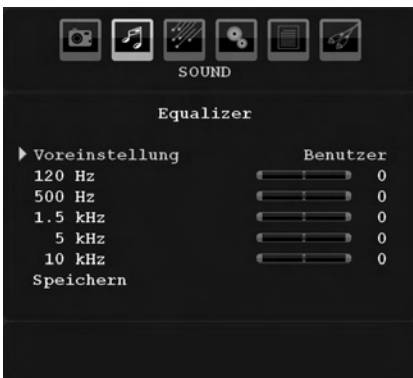 SOUND
Equalizer
Voreinstellung Benutzer
120 Hz 0
500 Hz 0
1.5 kHz 0
5 kHz 0
10 kHz 0
Speichern